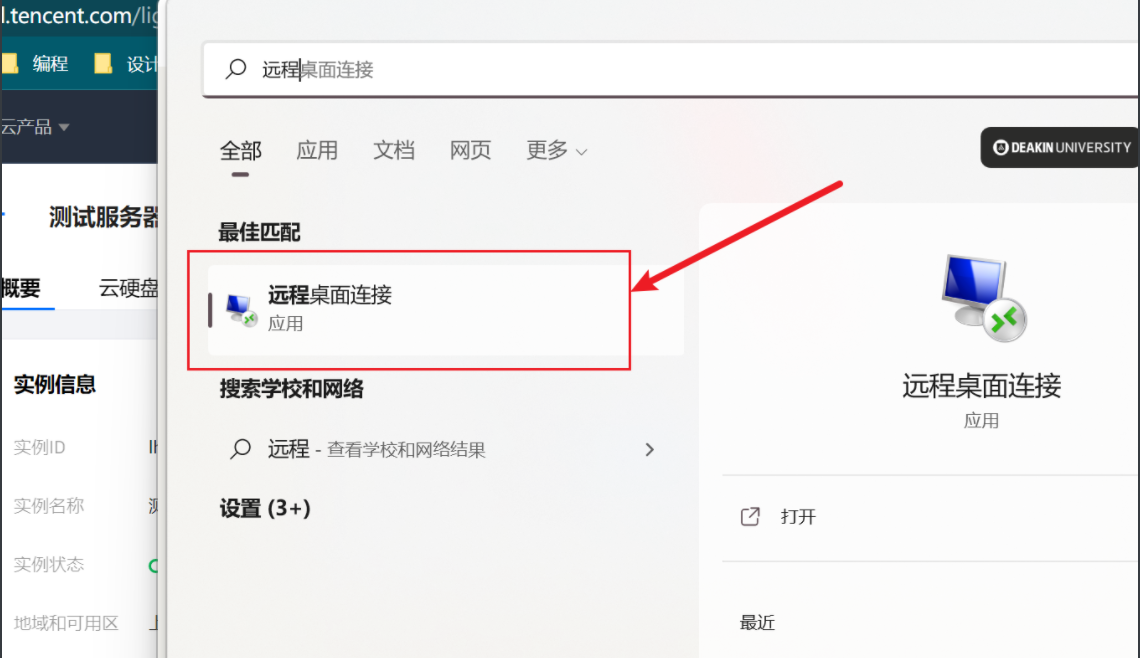 l.tencent.com/lig
编程
设计
云产品
测试服务器
概要
云硬盘
实例信息
实例ID
lh
实例名称
测
实例状态
地域和可用区
上
远程桌面连接
全部
应用
文档
网页
更多
DEAKIN UNIVERSITY
最佳匹配
远程桌面连接
应用
搜索学校和网络
远程 - 查看学校和网络结果
设置 (3+)
远程桌面连接
应用
打开
最近